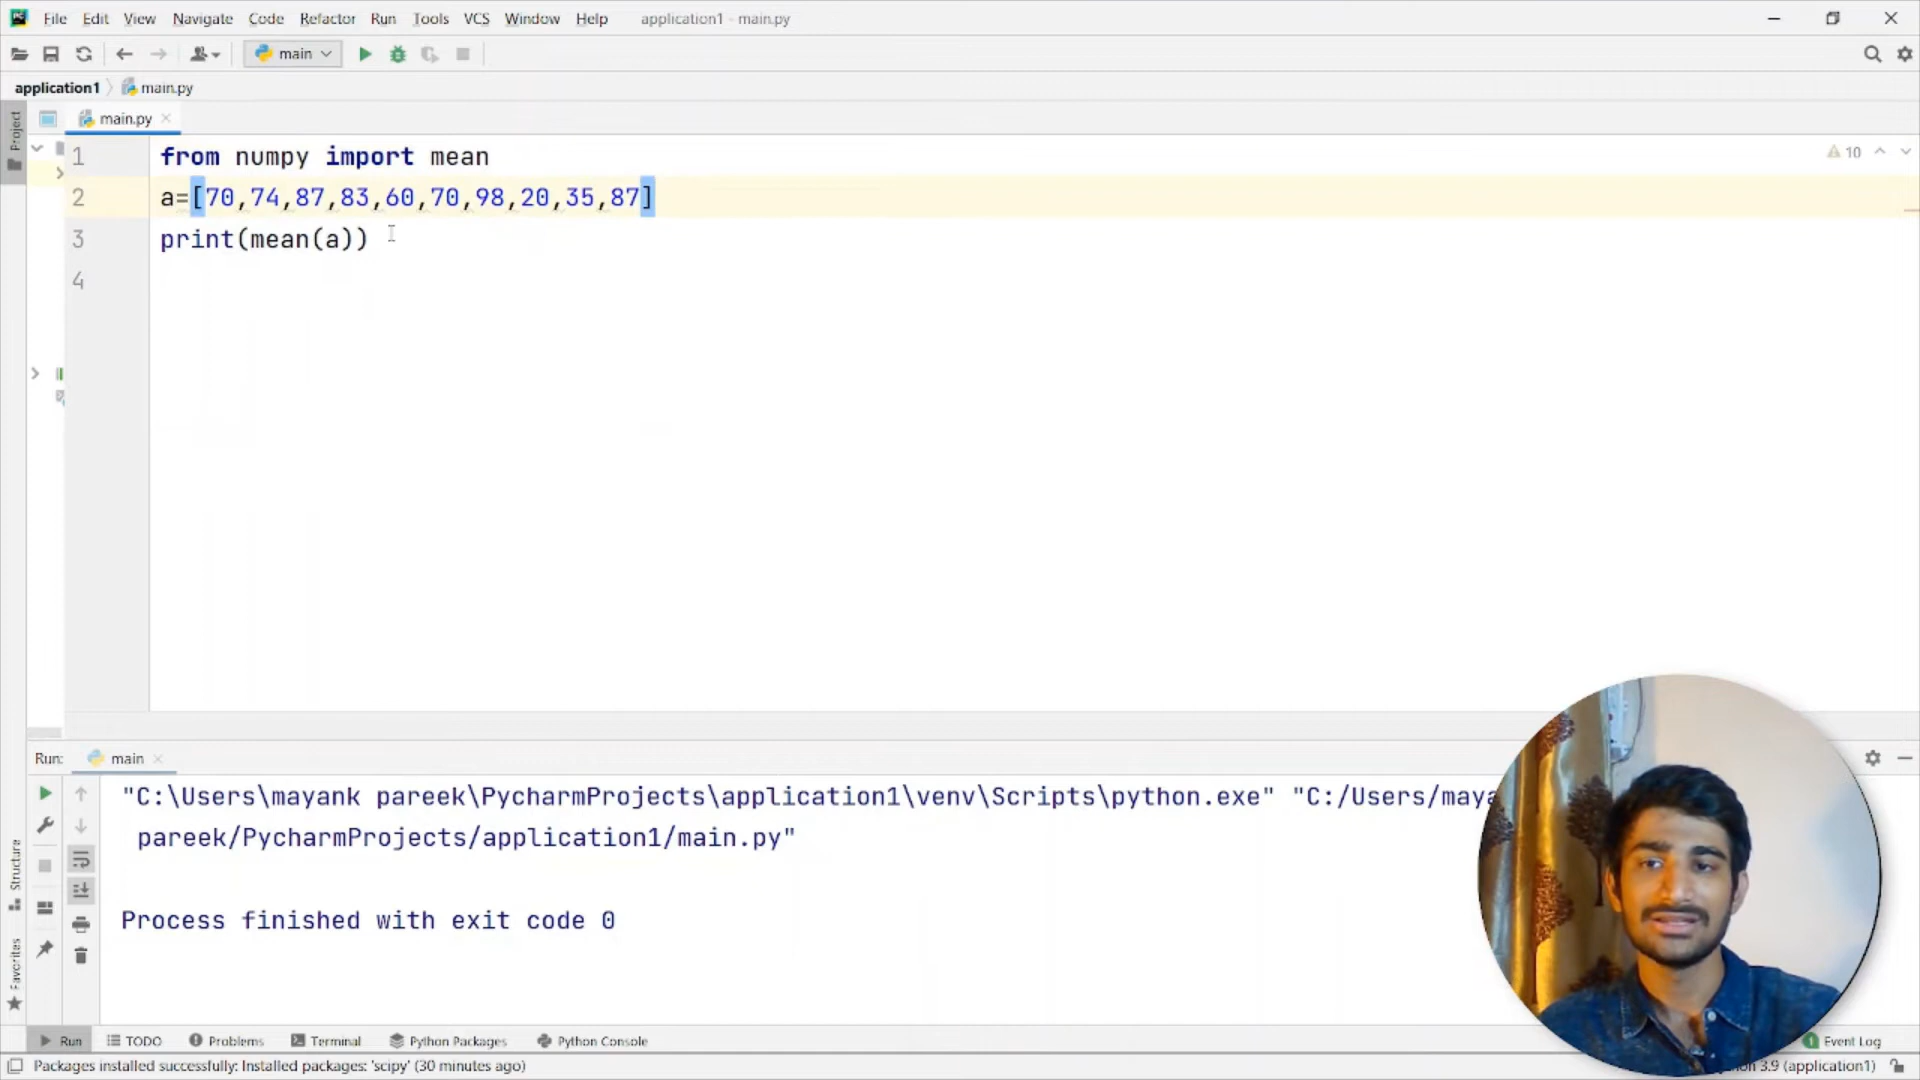 File Edit View Navigate Code Refactor Run Tools VCS Window Help application1 - main.py
main
application1 main.py
Project
main.py
1 from numpy import mean
10
2 a=[70,74,87,83,60,70,98,20,35,87]
3 print(mean(a))
4
Run: main
"C:\Users\mayank pareek\PycharmProjects\application1\venv\Scripts\python.exe" "C:/Users/maya
pareek/PycharmProjects/application1/main.py"
Process finished with exit code 0
Structure
Favorites
Run TODO Problems Terminal Python Packages Python Console 1 Event Log
Packages installed successfully: Installed packages: 'scipy' (30 minutes ago) 3.9 (application1)